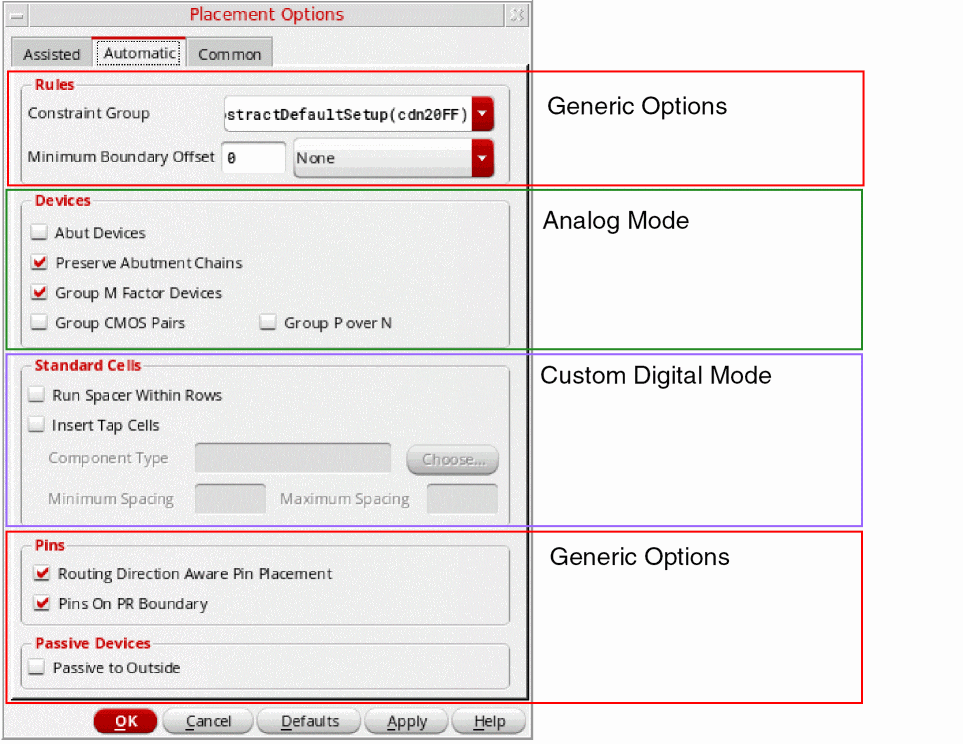 Placement Options
Assisted Automatic Common
Rules
Constraint Group stractDefaultSetup(cdn20FF)
Generic Options
Minimum Boundary Offset 0 None
Devices
Analog Mode
Abut Devices
Preserve Abutment Chains
Group M Factor Devices
Group CMOS Pairs Group P over N
Standard Cells
Custom Digital Mode
Run Spacer Within Rows
Insert Tap Cells
Component Type Choose...
Minimum Spacing Maximum Spacing
Pins
Generic Options
Routing Direction Aware Pin Placement
Pins On PR Boundary
Passive Devices
Passive to Outside
OK Cancel Defaults Apply Help